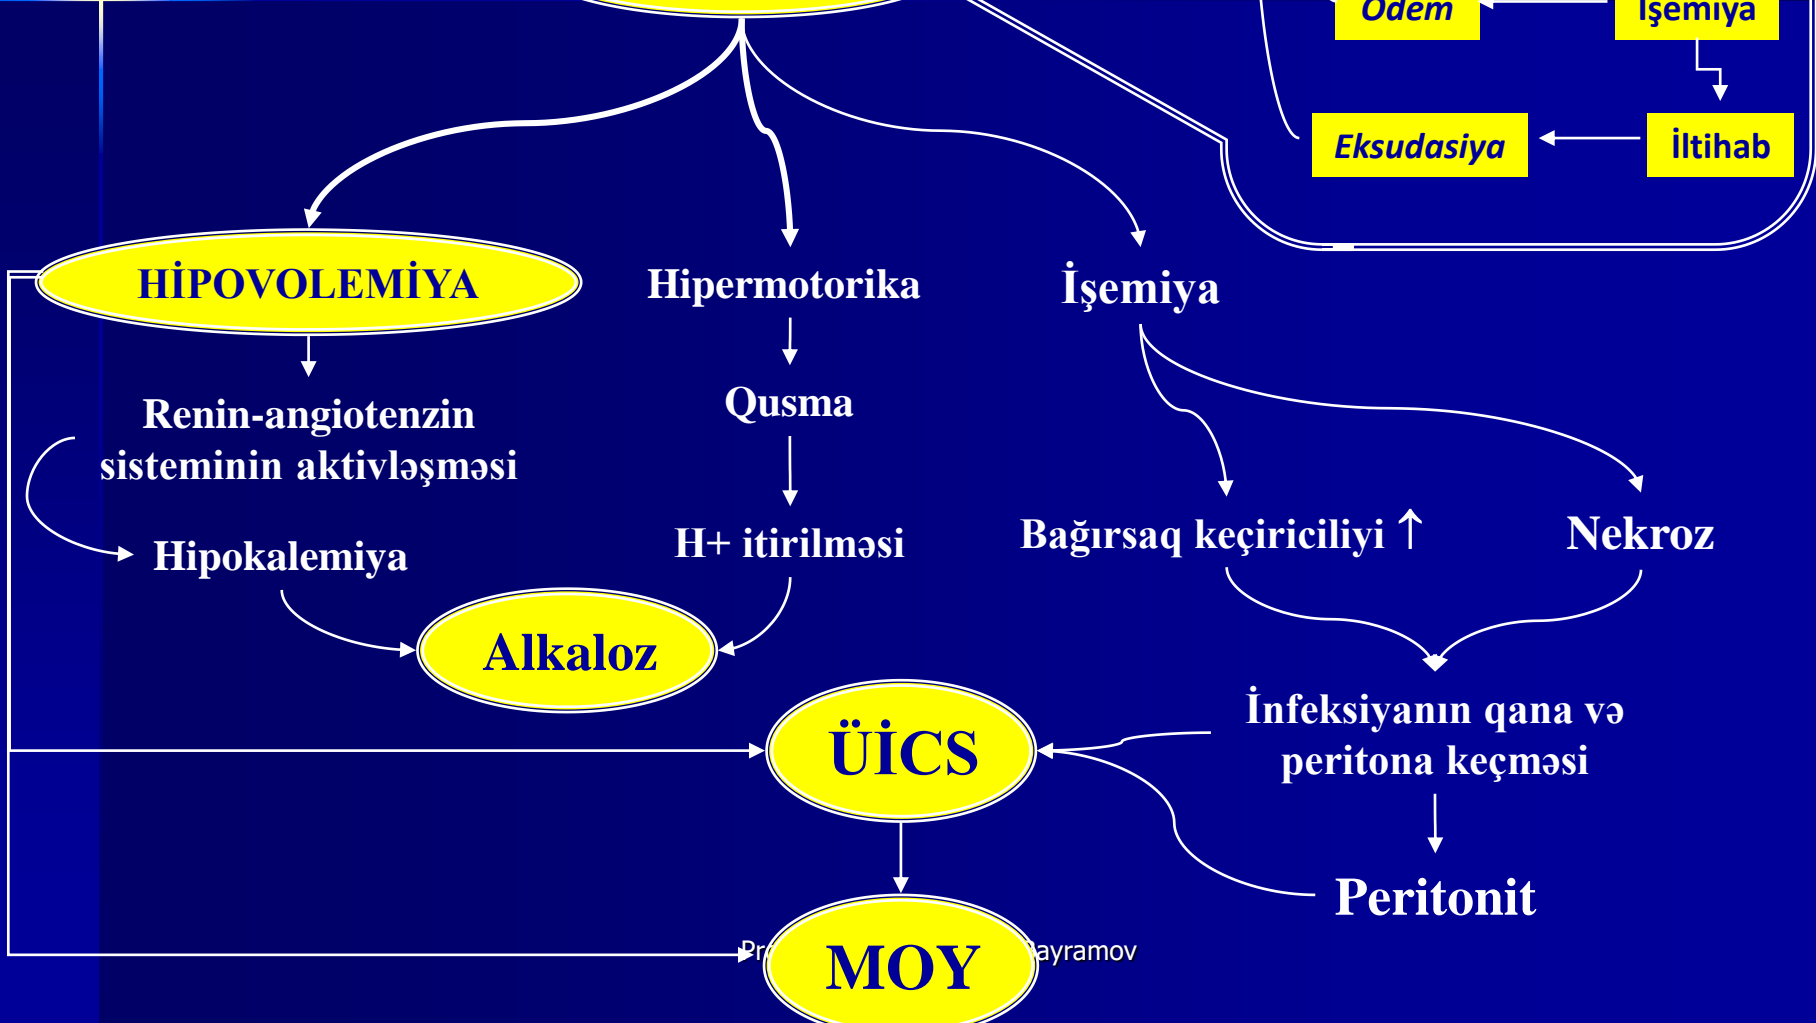 Ödem
İşemiya
Eksudasiya
İltihab
HİPOVOLEMİYA
Hipermotorika
İşemiya
Renin-angiotenzin
sisteminin aktivləşməsi
Qusma
Hipokalemiya
H+ itirilməsi
Bağırsaq keçiriciliyi ↑
Nekroz
Alkaloz
ÜİCS
İnfeksiyanın qana və
peritona keçməsi
Peritonit
MOY